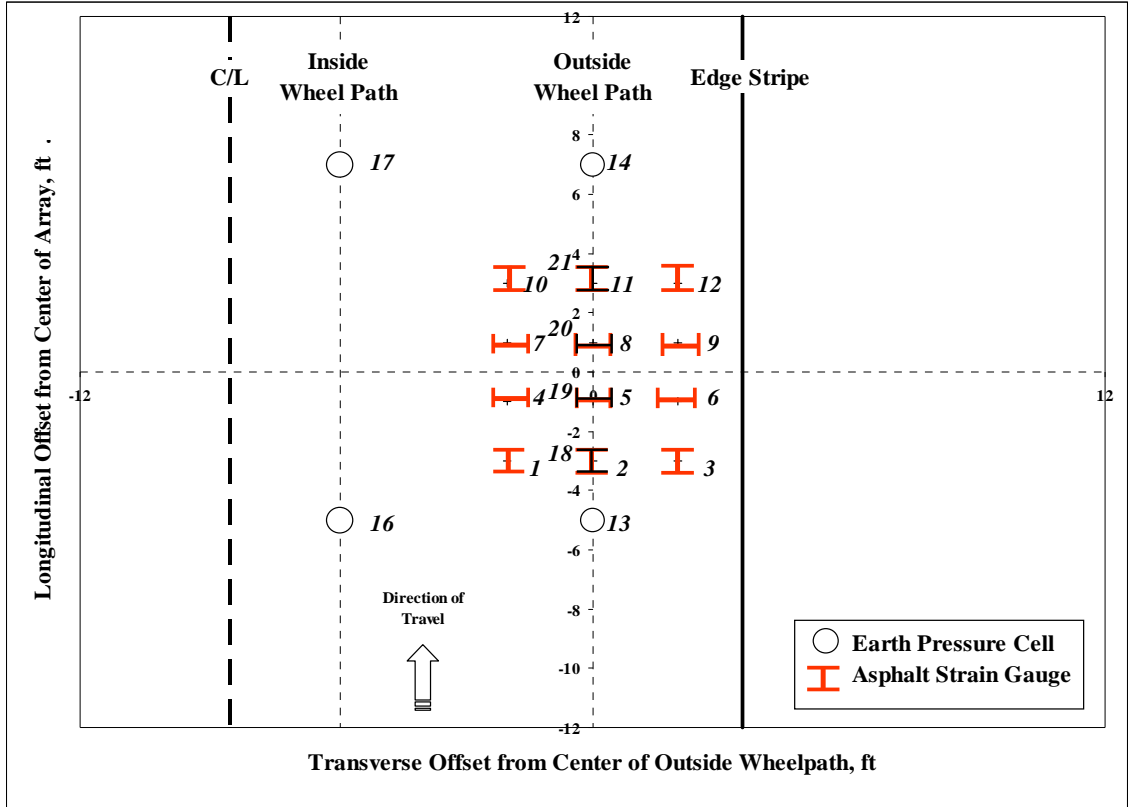 12
C/L
Inside
Wheel Path
Outside
Wheel Path
Edge Stripe
8
17
14
6
4
21
10
11
12
2
20
7
8
9
0
-12
4
19
0
5
6
12
-2
18
1
2
3
-4
16
13
-6
Direction of
Travel
-8
-10
-12
Earth Pressure Cell
Asphalt Strain Gauge
Longitudinal Offset from Center of Array, ft .
Transverse Offset from Center of Outside Wheelpath, ft